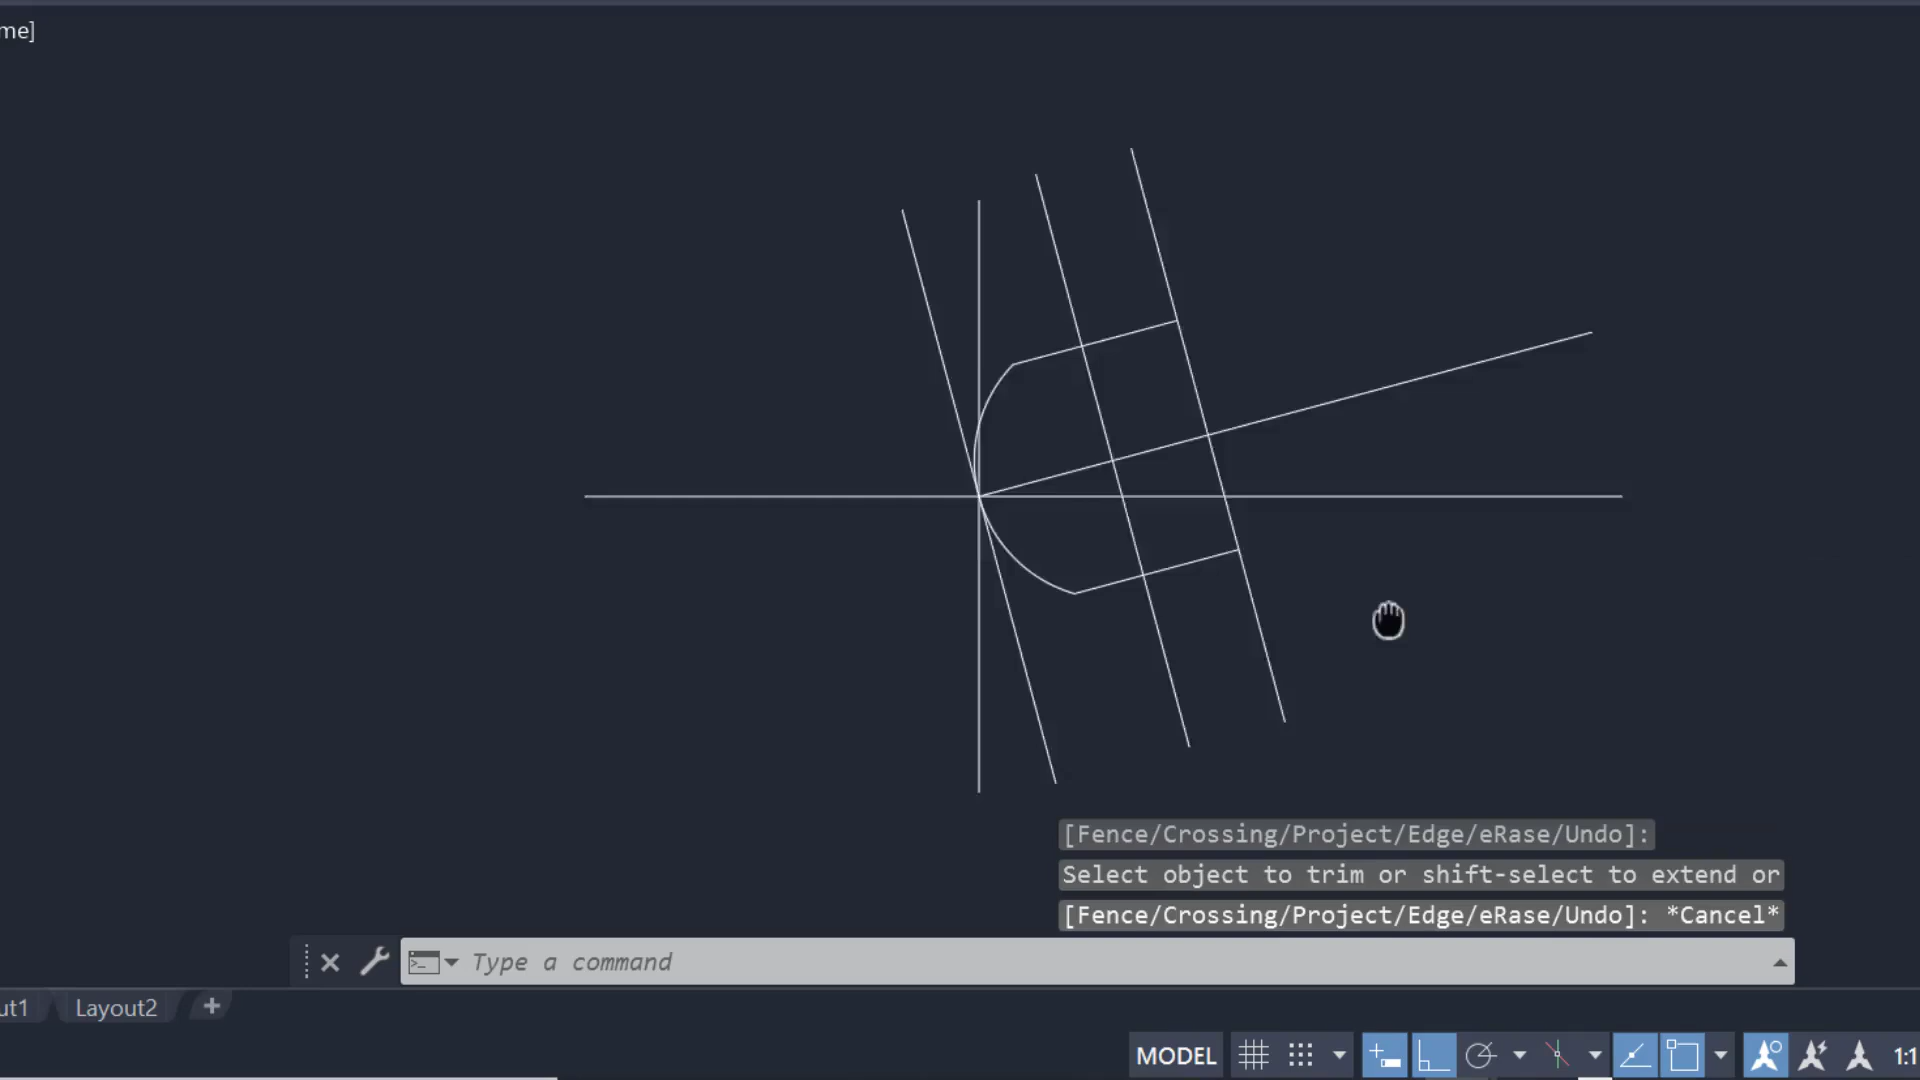 me]
[Fence/Crossing/Project/Edge/eRase/Undo]:
Select object to trim or shift-select to extend or
[Fence/Crossing/Project/Edge/eRase/Undo]: *Cancel*
Type a command
ut1 Layout2 +
MODEL 1:1